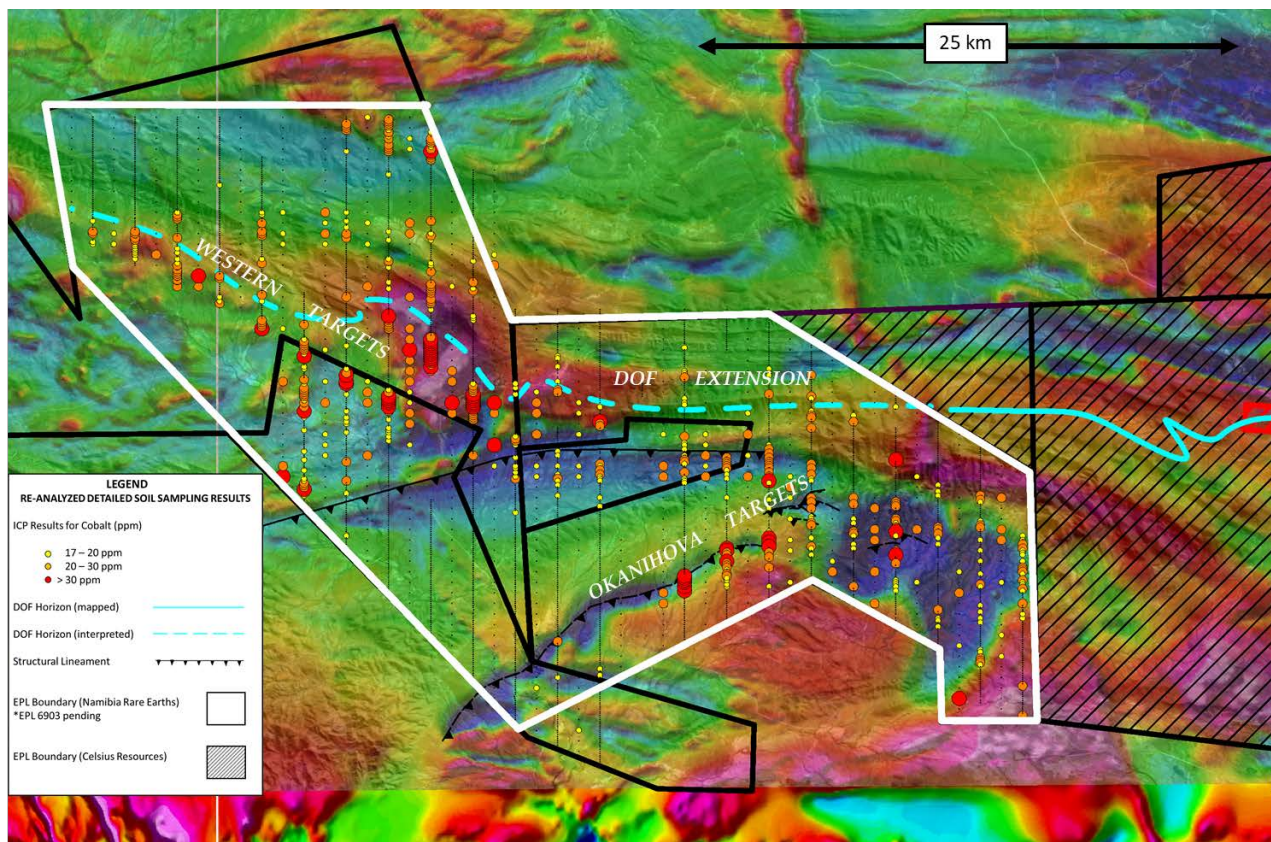 25 km
WESTERN TARGETS
DOF EXTENSION
OKANIHOVA TARGETS
LEGEND
RE-ANALYZED DETAILED SOIL SAMPLING RESULTS
ICP Results for Cobalt (ppm)
17 – 20 ppm
20 – 30 ppm
> 30 ppm
DOF Horizon (mapped)
DOF Horizon (interpreted)
Structural Lineament
EPL Boundary (Namibia Rare Earths)
*EPL 6903 pending
EPL Boundary (Celsius Resources)